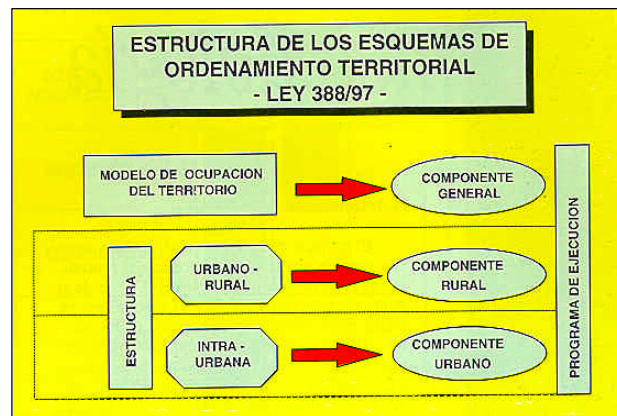 ESTRUCTURA DE LOS ESQUEMAS DE
ORDENAMIENTO TERRITORIAL
- LEY 388/97 -
MODELO DE OCUPACION
DEL TERRITORIO
COMPONENTE
GENERAL
ESTRUCTURA
URBANO -
RURAL
COMPONENTE
RURAL
INTRA -
URBANA
COMPONENTE
URBANO
PROGRAMA DE EJECUCION